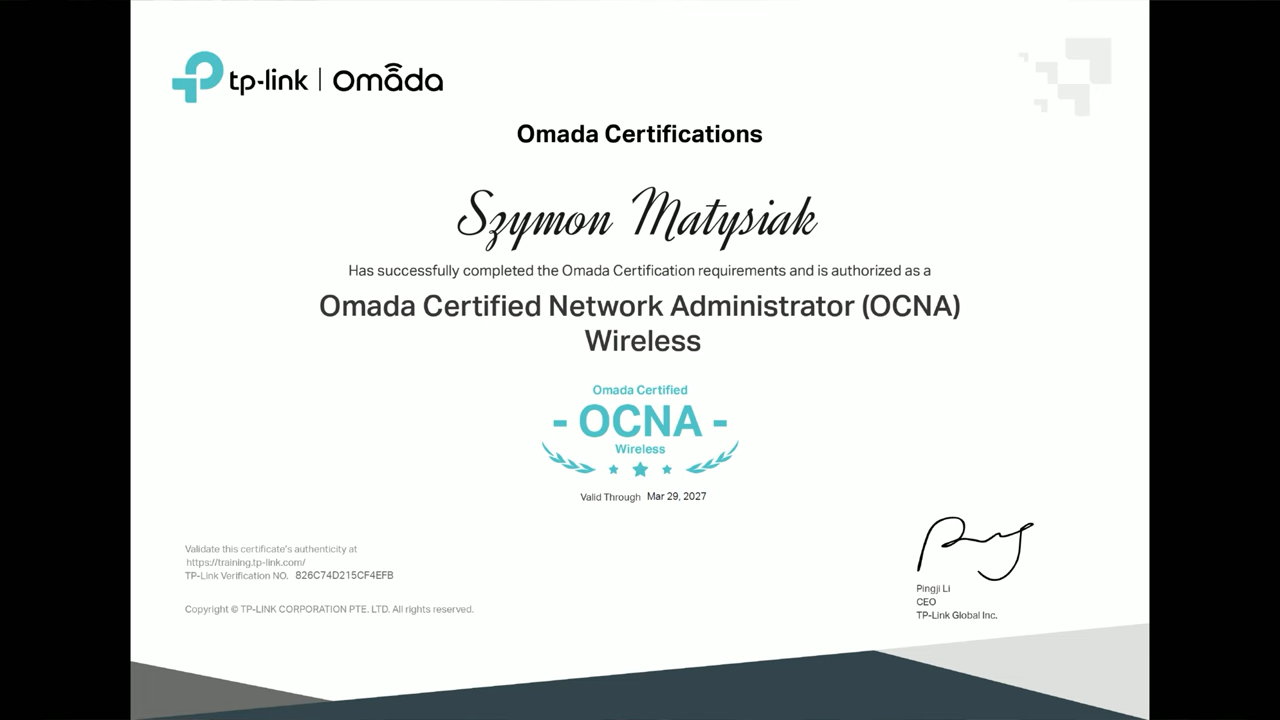 tp-link | Omada
Omada Certifications
Szymon Matysiak
Has successfully completed the Omada Certification requirements and is authorized as a
Omada Certified Network Administrator (OCNA)
Wireless
Omada Certified
- OCNA -
Wireless
Valid Through Mar 29, 2027
Validate this certificate's authenticity at
https://training.tp-link.com/
TP-Link Verification NO. 826C74D215CF4EFB
Copyright © TP-LINK CORPORATION PTE. LTD. All rights reserved.
Pingji Li
CEO
TP-Link Global Inc.